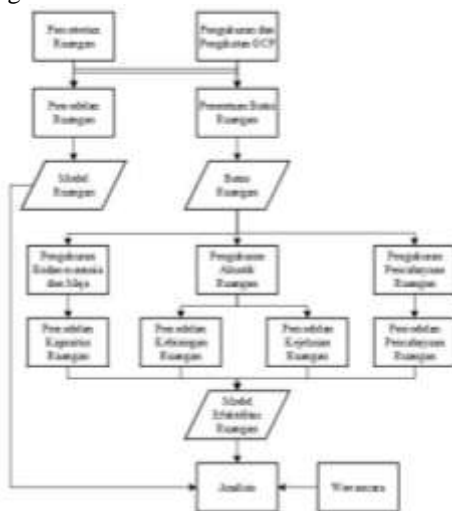 Pemotretan
Ruangan
Pengukuran dan
Pengikatan GCP
Pemodelan
Ruangan
Penentuan Batas
Ruangan
Model
Ruangan
Batas
Ruangan
Pengukuran
dan Meja
Pengukuran
Akustik
Ruangan
Pengukuran
Pencahayaan
Ruangan
Pemodelan
Kapasitas
Ruangan
Pemodelan
Kebisingan
Ruangan
Pemodelan
Kejelasan
Ruangan
Pemodelan
Pencahayaan
Ruangan
Model
Efektifitas
Ruangan
Analisis
Wawancara